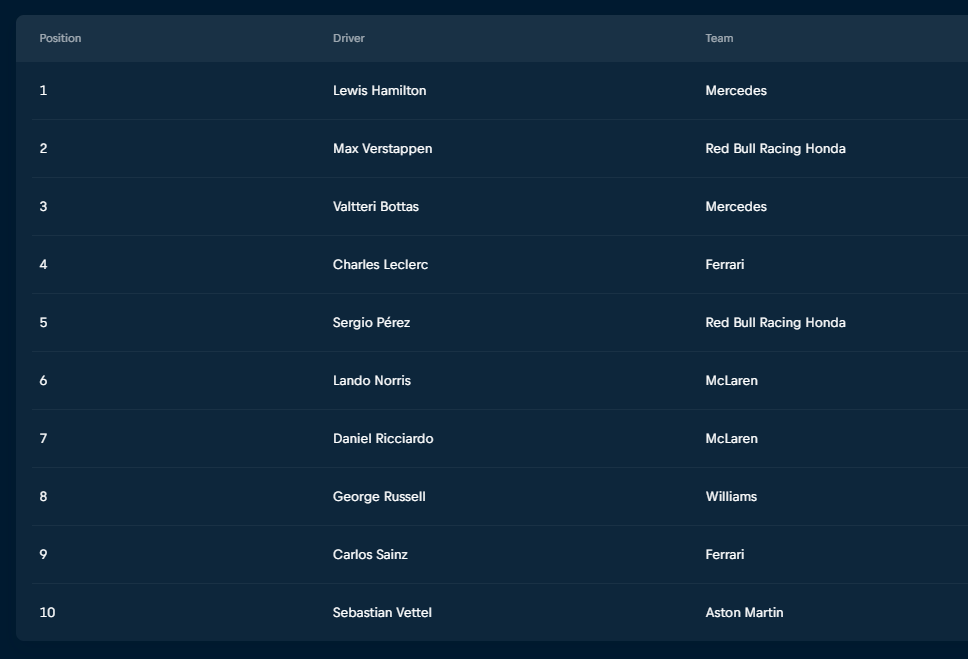 Position Driver Team
1 Lewis Hamilton Mercedes
2 Max Verstappen Red Bull Racing Honda
3 Valtteri Bottas Mercedes
4 Charles Leclerc Ferrari
5 Sergio Pérez Red Bull Racing Honda
6 Lando Norris McLaren
7 Daniel Ricciardo McLaren
8 George Russell Williams
9 Carlos Sainz Ferrari
10 Sebastian Vettel Aston Martin